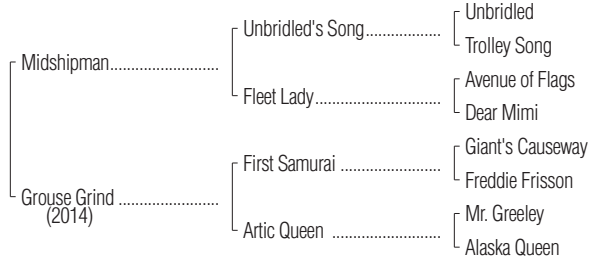 Unbridled
Unbridled's Song....................
Trolley Song
Midshipman.............................
Avenue of Flags
Fleet Lady.................................
Dear Mimi
Giant's Causeway
First Samurai ..........................
Freddie Frisson
Grouse Grind ..........................
(2014)
Mr. Greeley
Artic Queen ............................
Alaska Queen